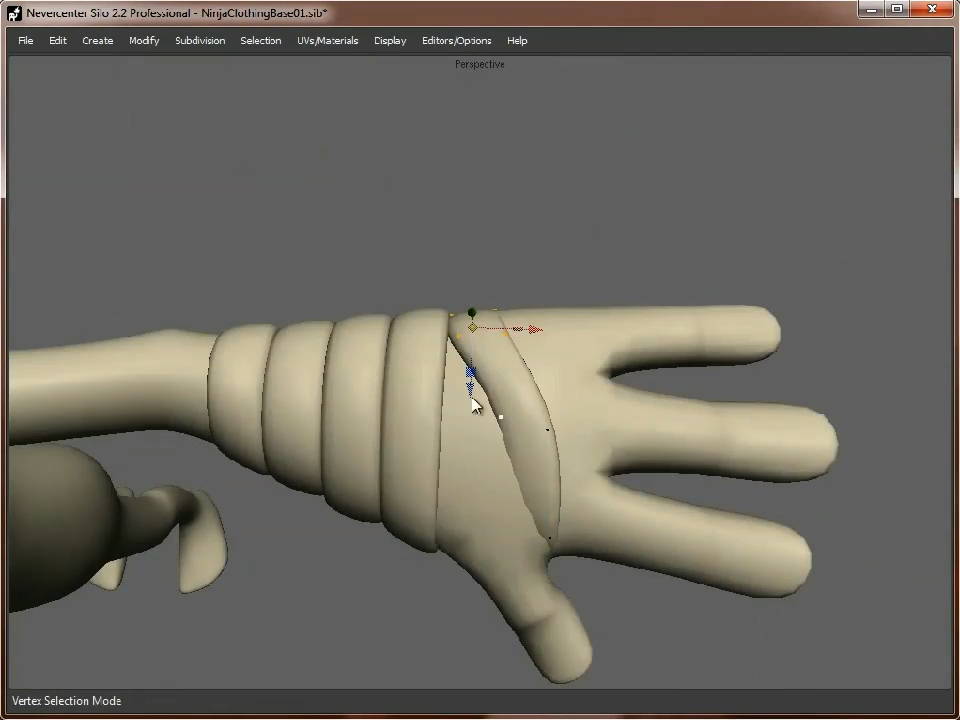 Nevercenter Silo 2.2 Professional - NinjaClothingBase01.sib*
File Edit Create Modify Subdivision Selection UVs/Materials Display Editors/Options Help
Perspective
Vertex Selection Mode